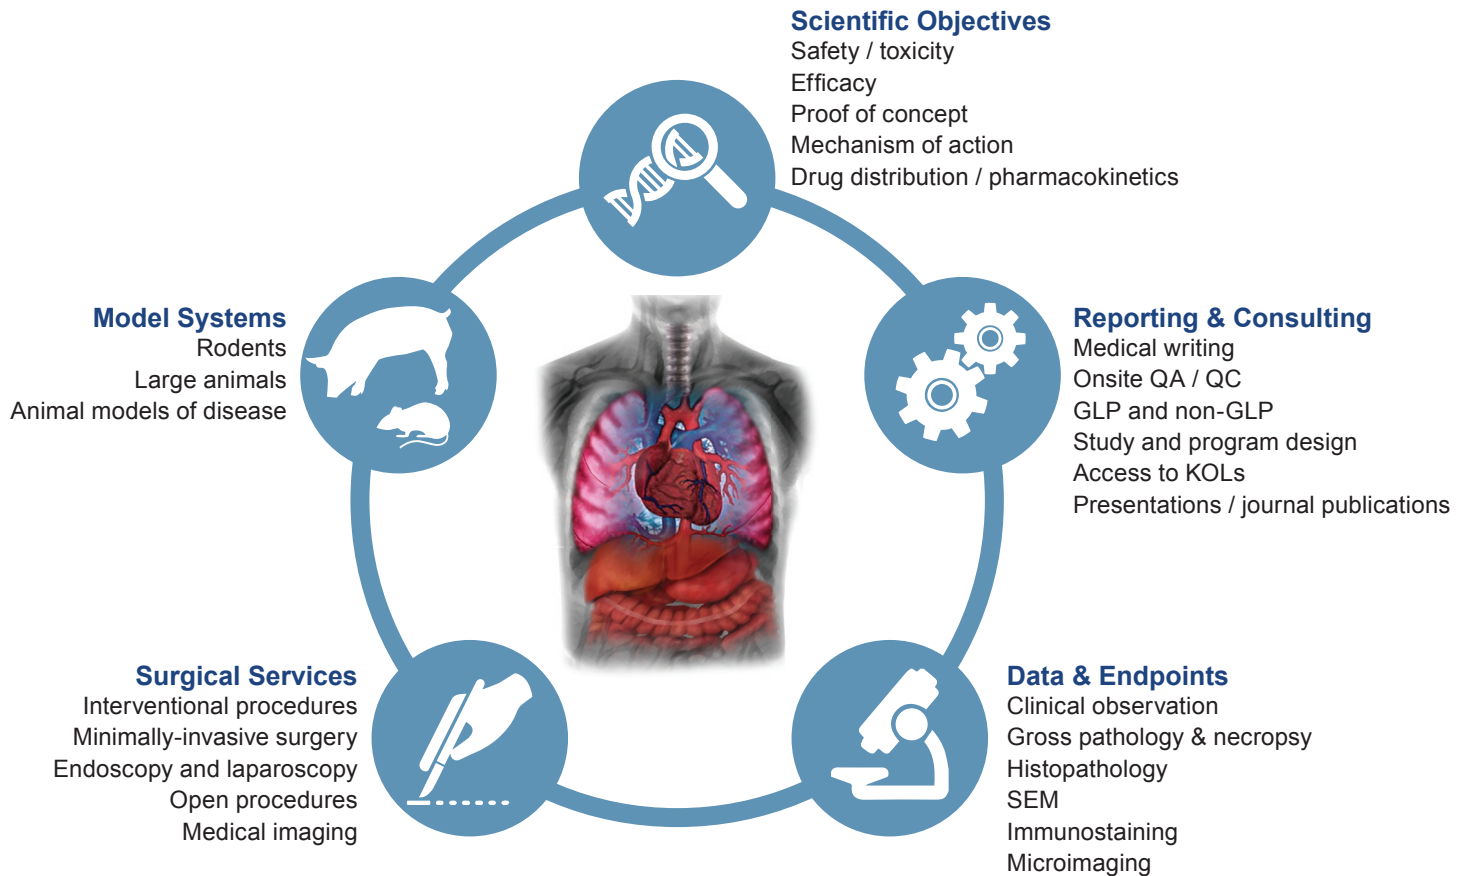 Scientific Objectives
Safety / toxicity
Efficacy
Proof of concept
Mechanism of action
Drug distribution / pharmacokinetics
Model Systems
Rodents
Large animals
Animal models of disease
Reporting & Consulting
Medical writing
Onsite QA / QC
GLP and non-GLP
Study and program design
Access to KOLs
Presentations / journal publications
Surgical Services
Interventional procedures
Minimally-invasive surgery
Endoscopy and laparoscopy
Open procedures
Medical imaging
Data & Endpoints
Clinical observation
Gross pathology & necropsy
Histopathology
SEM
Immunostaining
Microimaging